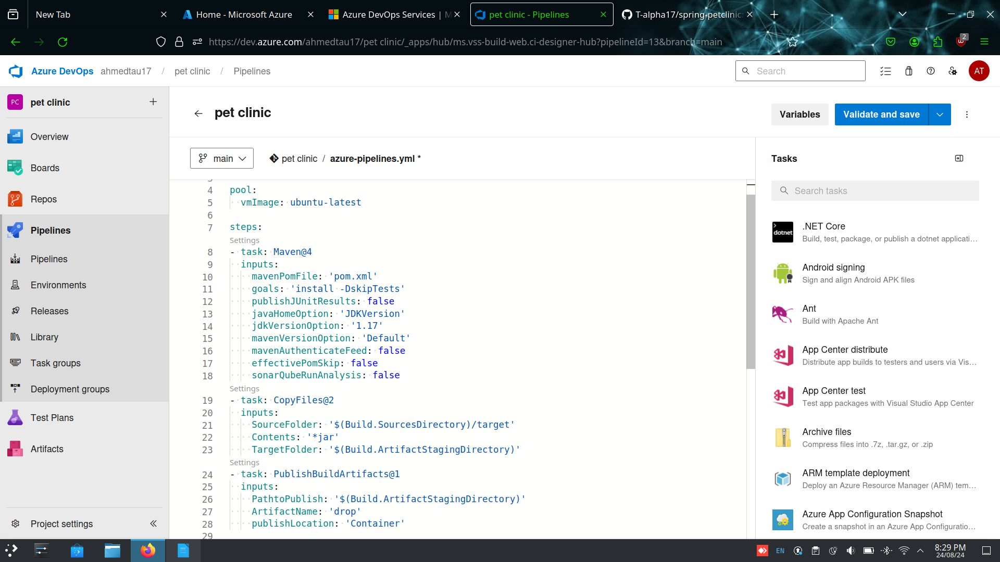 New Tab
Home - Microsoft Azure
Azure DevOps Services | M
pet clinic - Pipelines
T-alpha17/spring-petclinic:
https://dev.azure.com/ahmedtau17/pet clinic/_apps/hub/ms.vss-build-web.ci-designer-hub?pipelineId=13&branch=main
2
Azure DevOps
ahmedtau17
/
pet clinic
/
Pipelines
Search
AT
PC
pet clinic
Overview
Boards
Repos
Pipelines
Pipelines
Environments
Releases
Library
Task groups
Deployment groups
Test Plans
Artifacts
Project settings
pet clinic
Variables
Validate and save
main
pet clinic / azure-pipelines.yml *
3
4 pool:
5   vmImage: ubuntu-latest
6
7 steps:
Settings
8 - task: Maven@4
9   inputs:
10     mavenPomFile: 'pom.xml'
11     goals: 'install -DskipTests'
12     publishJUnitResults: false
13     javaHomeOption: 'JDKVersion'
14     jdkVersionOption: '1.17'
15     mavenVersionOption: 'Default'
16     mavenAuthenticateFeed: false
17     effectivePomSkip: false
18     sonarQubeRunAnalysis: false
Settings
19 - task: CopyFiles@2
20   inputs:
21     SourceFolder: '$(Build.SourcesDirectory)/target'
22     Contents: '*jar'
23     TargetFolder: '$(Build.ArtifactStagingDirectory)'
Settings
24 - task: PublishBuildArtifacts@1
25   inputs:
26     PathtoPublish: '$(Build.ArtifactStagingDirectory)'
27     ArtifactName: 'drop'
28     publishLocation: 'Container'
29
Tasks
Search tasks
dotnet
.NET Core
Build, test, package, or publish a dotnet applicati...
Android signing
Sign and align Android APK files
Ant
Build with Apache Ant
App Center distribute
Distribute app builds to testers and users via Vis...
App Center test
Test app packages with Visual Studio App Center
Archive files
Compress files into .7z, .tar.gz, or .zip
ARM template deployment
Deploy an Azure Resource Manager (ARM) tem...
Azure App Configuration Snapshot
Create a snapshot in an Azure App Configuratio...
EN
8:29 PM
24/08/24